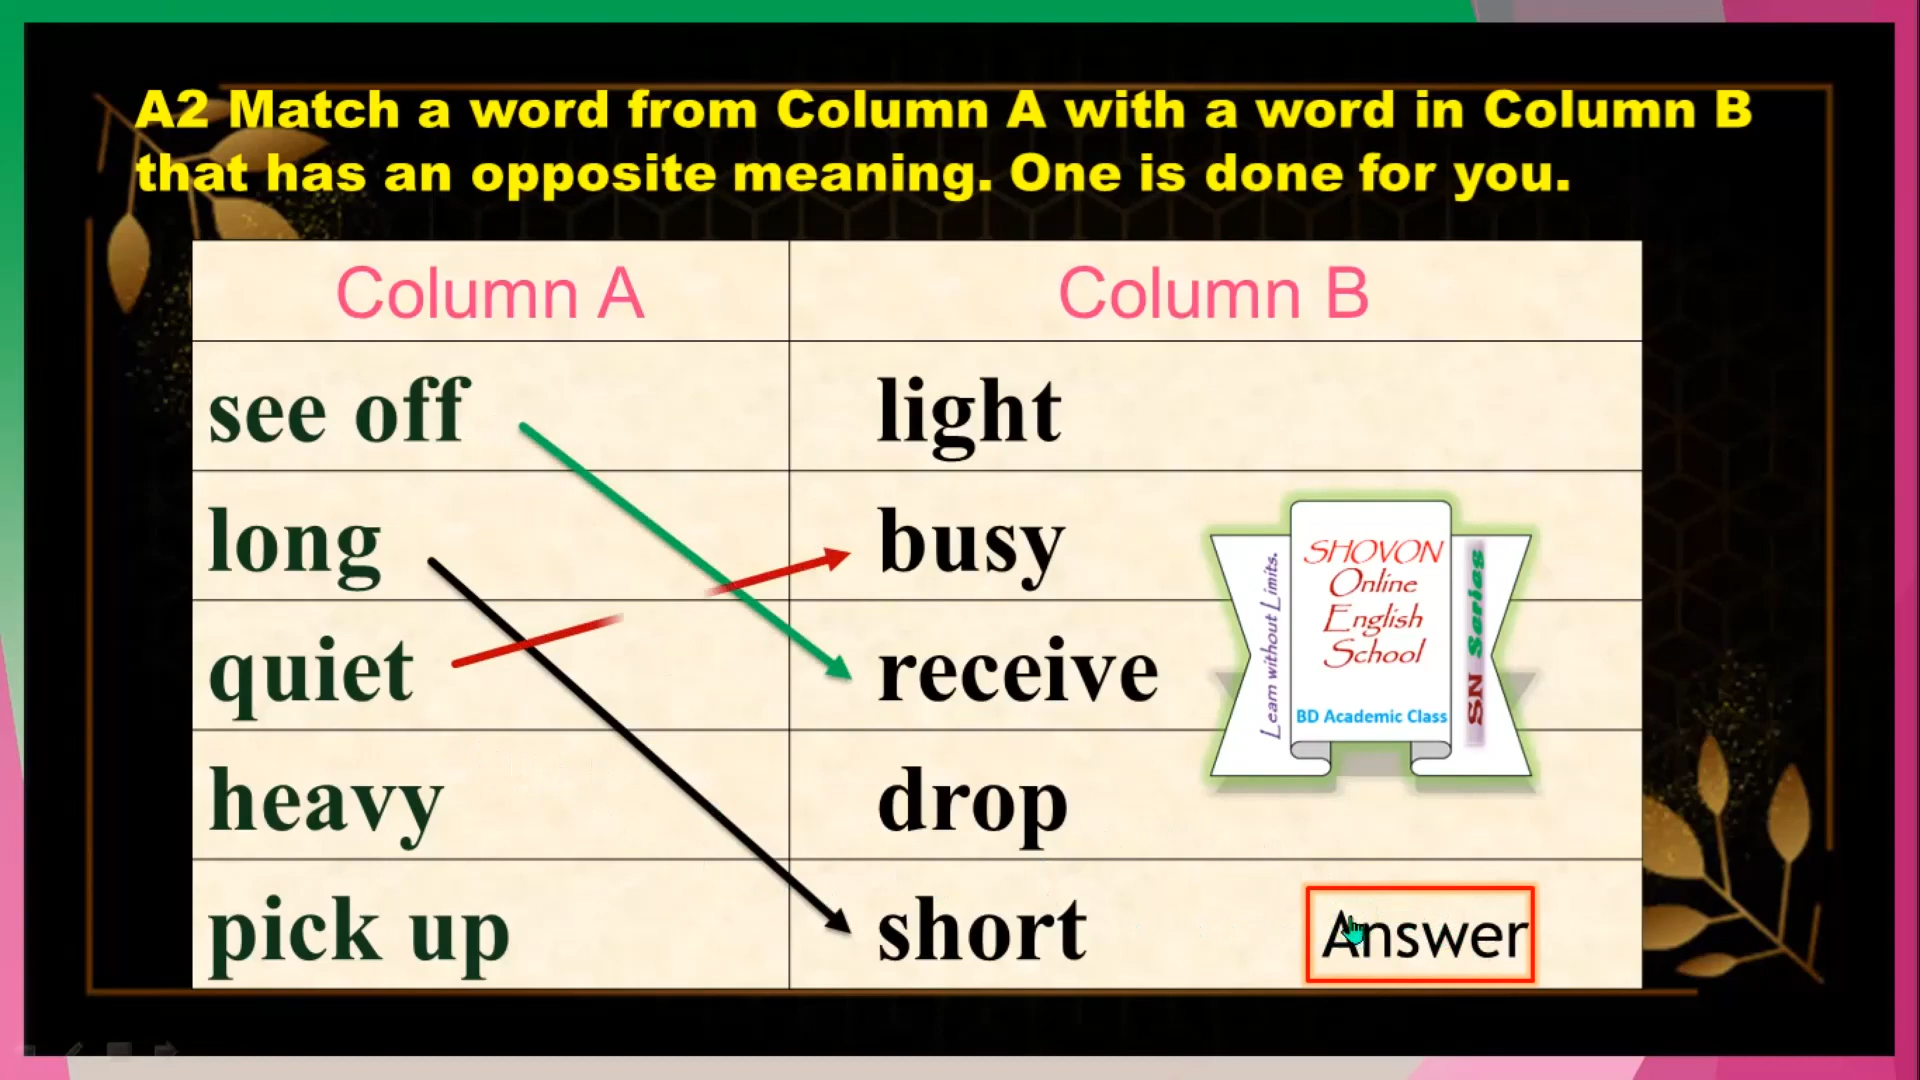 A2 Match a word from Column A with a word in Column B
that has an opposite meaning. One is done for you.
Column A Column B
see off light
long busy
quiet receive
heavy drop
pick up short
Learn without Limits.
SHOVON
Online
English
School
BD Academic Class
SN Series
Answer